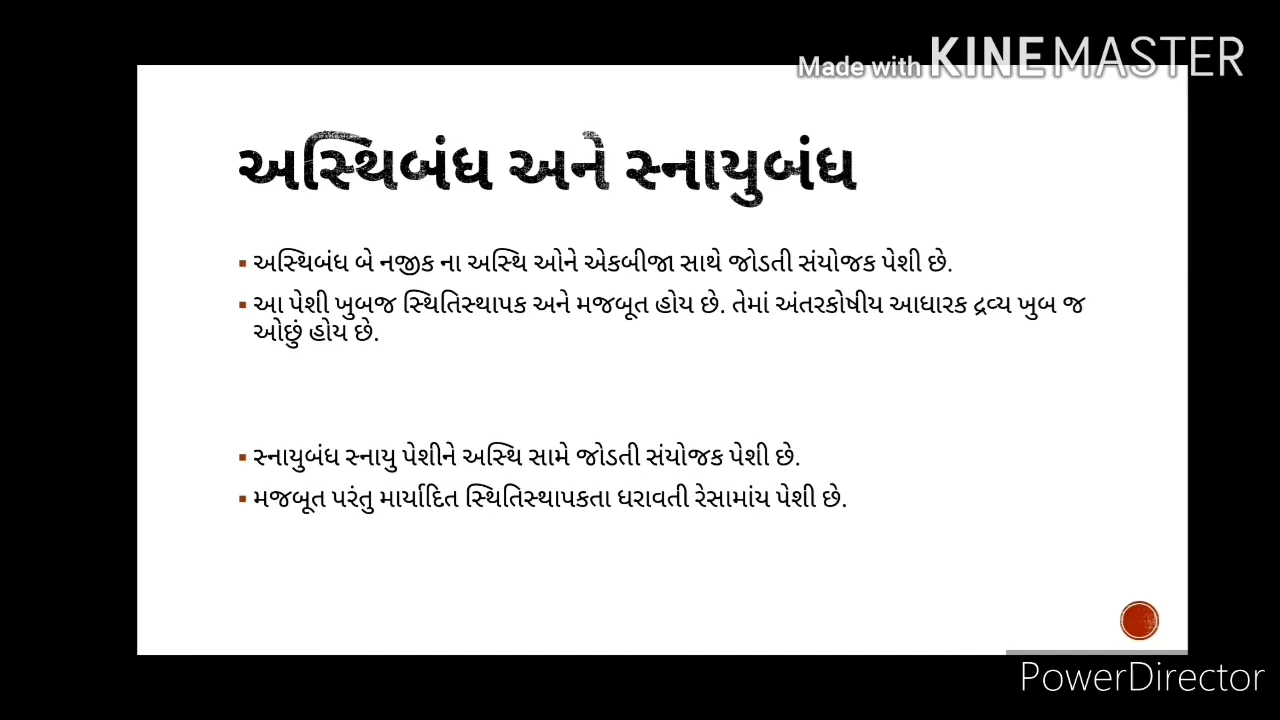 Made with KINEMASTER
અસ્થિબંધ અને સ્નાયુબંધ
▪ અસ્થિબંધ બે નજીક ના અસ્થિ ઓને એકબીજા સાથે જોડતી સંયોજક પેશી છે.
▪ આ પેશી ખુબજ સ્થિતિસ્થાપક અને મજબૂત હોય છે. તેમાં અંતરકોષીય આધારક દ્રવ્ય ખુબ જ
ઓછું હોય છે.
▪ સ્નાયુબંધ સ્નાયુ પેશીને અસ્થિ સામે જોડતી સંયોજક પેશી છે.
▪ મજબૂત પરંતુ માર્યાદિત સ્થિતિસ્થાપકતા ધરાવતી રેસામાંય પેશી છે.
PowerDirector